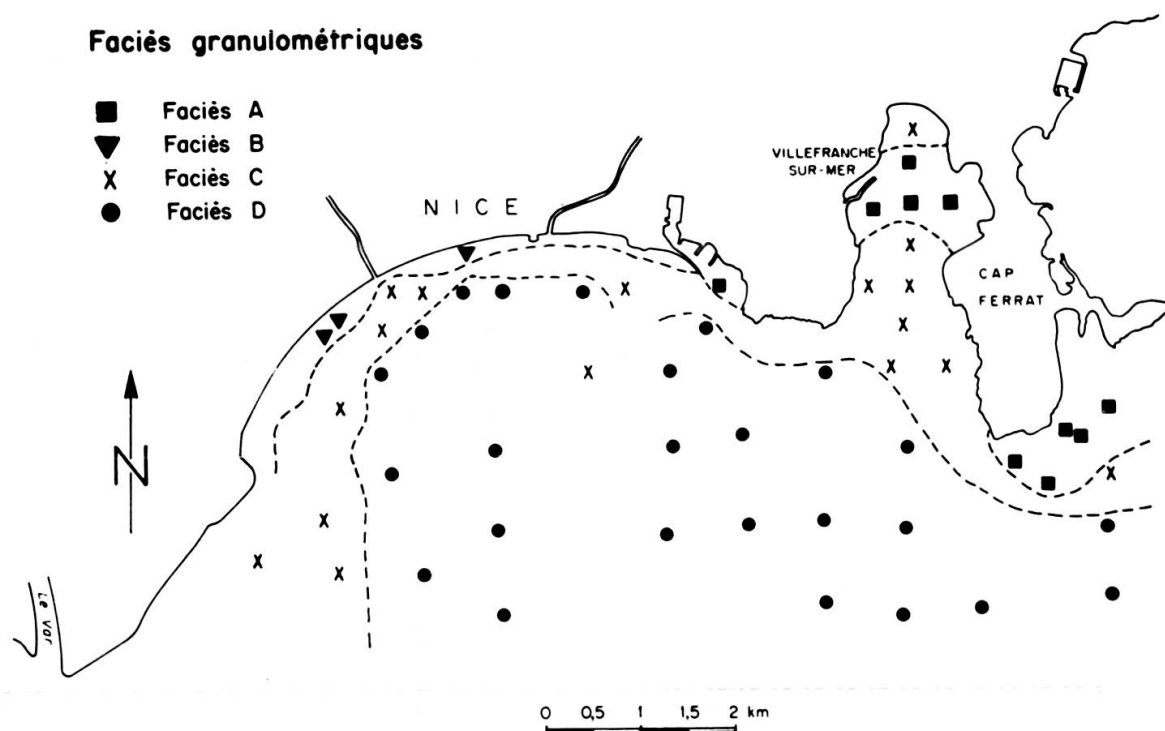 Faciès granulométriques
Faciès A
Faciès B
Faciès C
Faciès D
VILLEFRANCHE
SUR-MER
NICE
CAP
FERRAT
N
Le Var
0 0,5 1 1,5 2 km